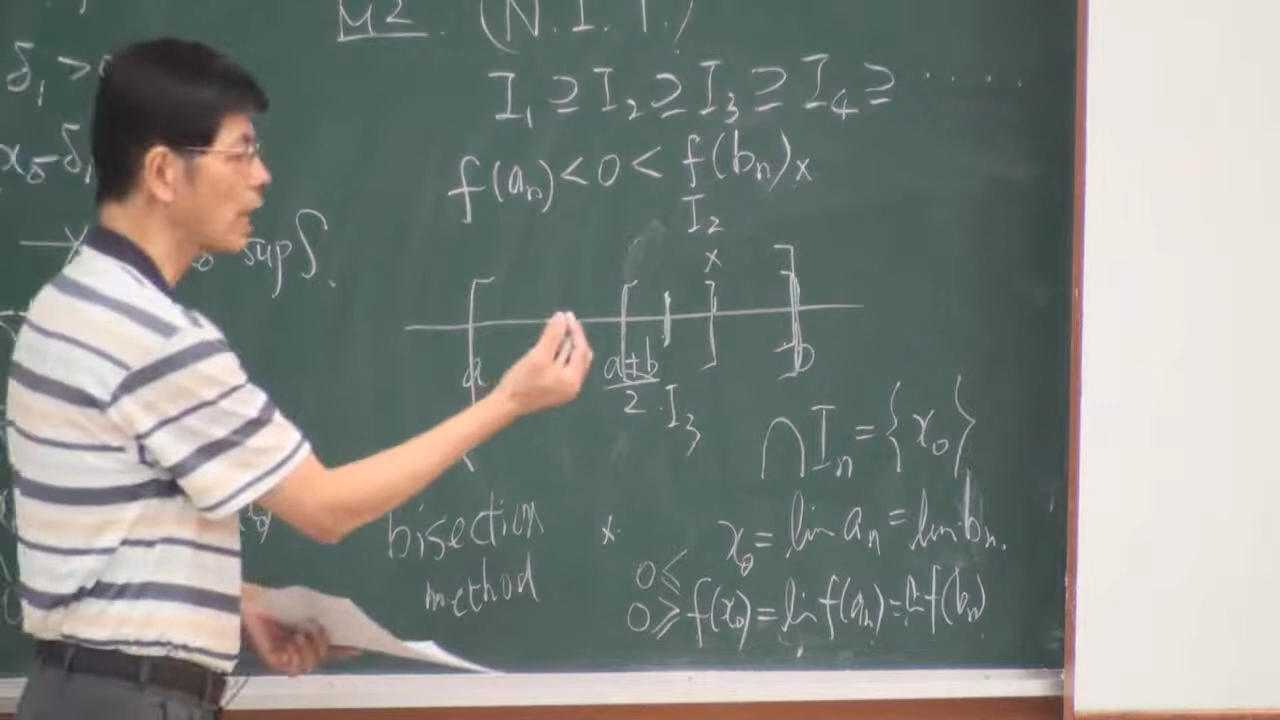 M2. (N.I.T.)
I₁ ⊇ I₂ ⊇ I₃ ⊇ I₄ ⊇ ·····
f(aₙ) < 0 < f(bₙ) x
I₂
x
[ [ | ] ]
a a+b/2 b
I₃
∩Iₙ = {x₀}
bisection
method
x
x₀ = lim aₙ = lim bₙ.
0 ≤
0 ≥ f(x₀) = lim f(aₙ) = lim f(bₙ)
δ₁ >
x₀-δ₁
sup S.